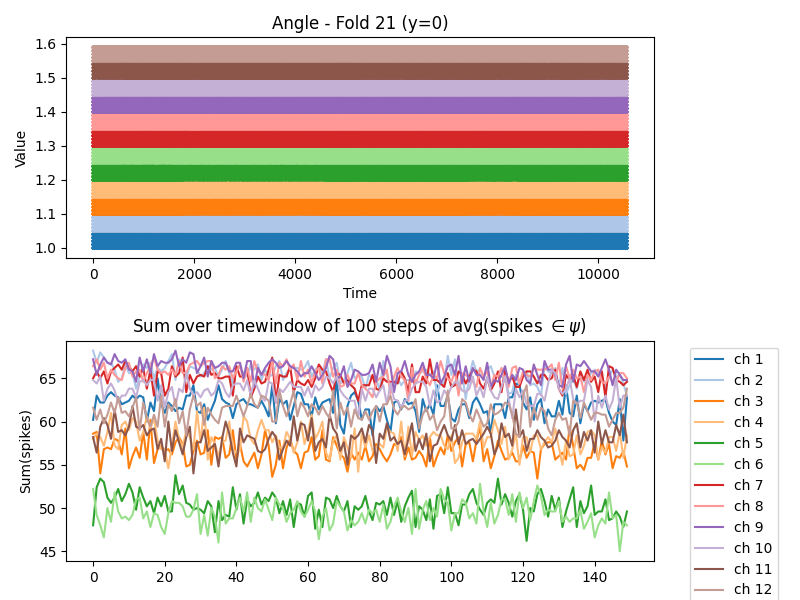 Angle - Fold 21 (y=0)
Value
1.6
1.5
1.4
1.3
1.2
1.1
1.0
0 2000 4000 6000 8000 10000
Time
Sum over timewindow of 100 steps of avg(spikes ∈ψ)
Sum(spikes)
65
60
55
50
45
0 20 40 60 80 100 120 140
ch 1
ch 2
ch 3
ch 4
ch 5
ch 6
ch 7
ch 8
ch 9
ch 10
ch 11
ch 12